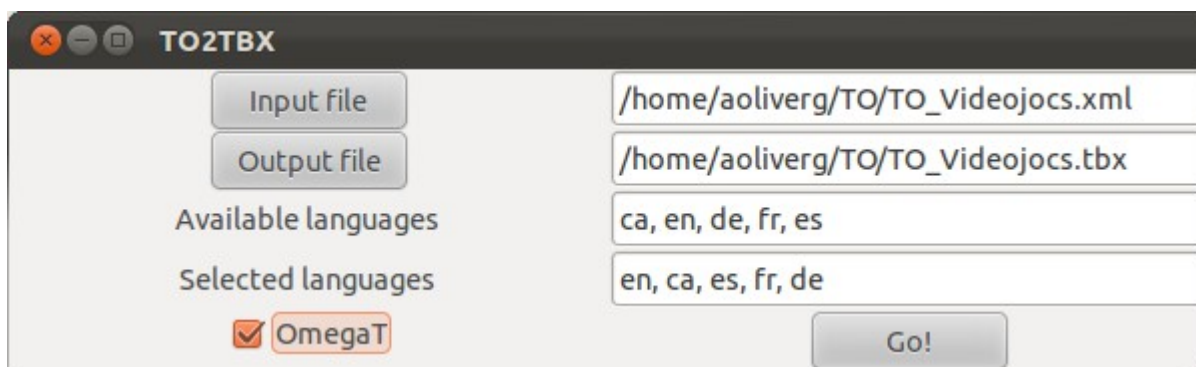 TO2TBX
Input file /home/aoliverg/TO/TO_Videojocs.xml
Output file /home/aoliverg/TO/TO_Videojocs.tbx
Available languages ca, en, de, fr, es
Selected languages en, ca, es, fr, de
OmegaT Go!